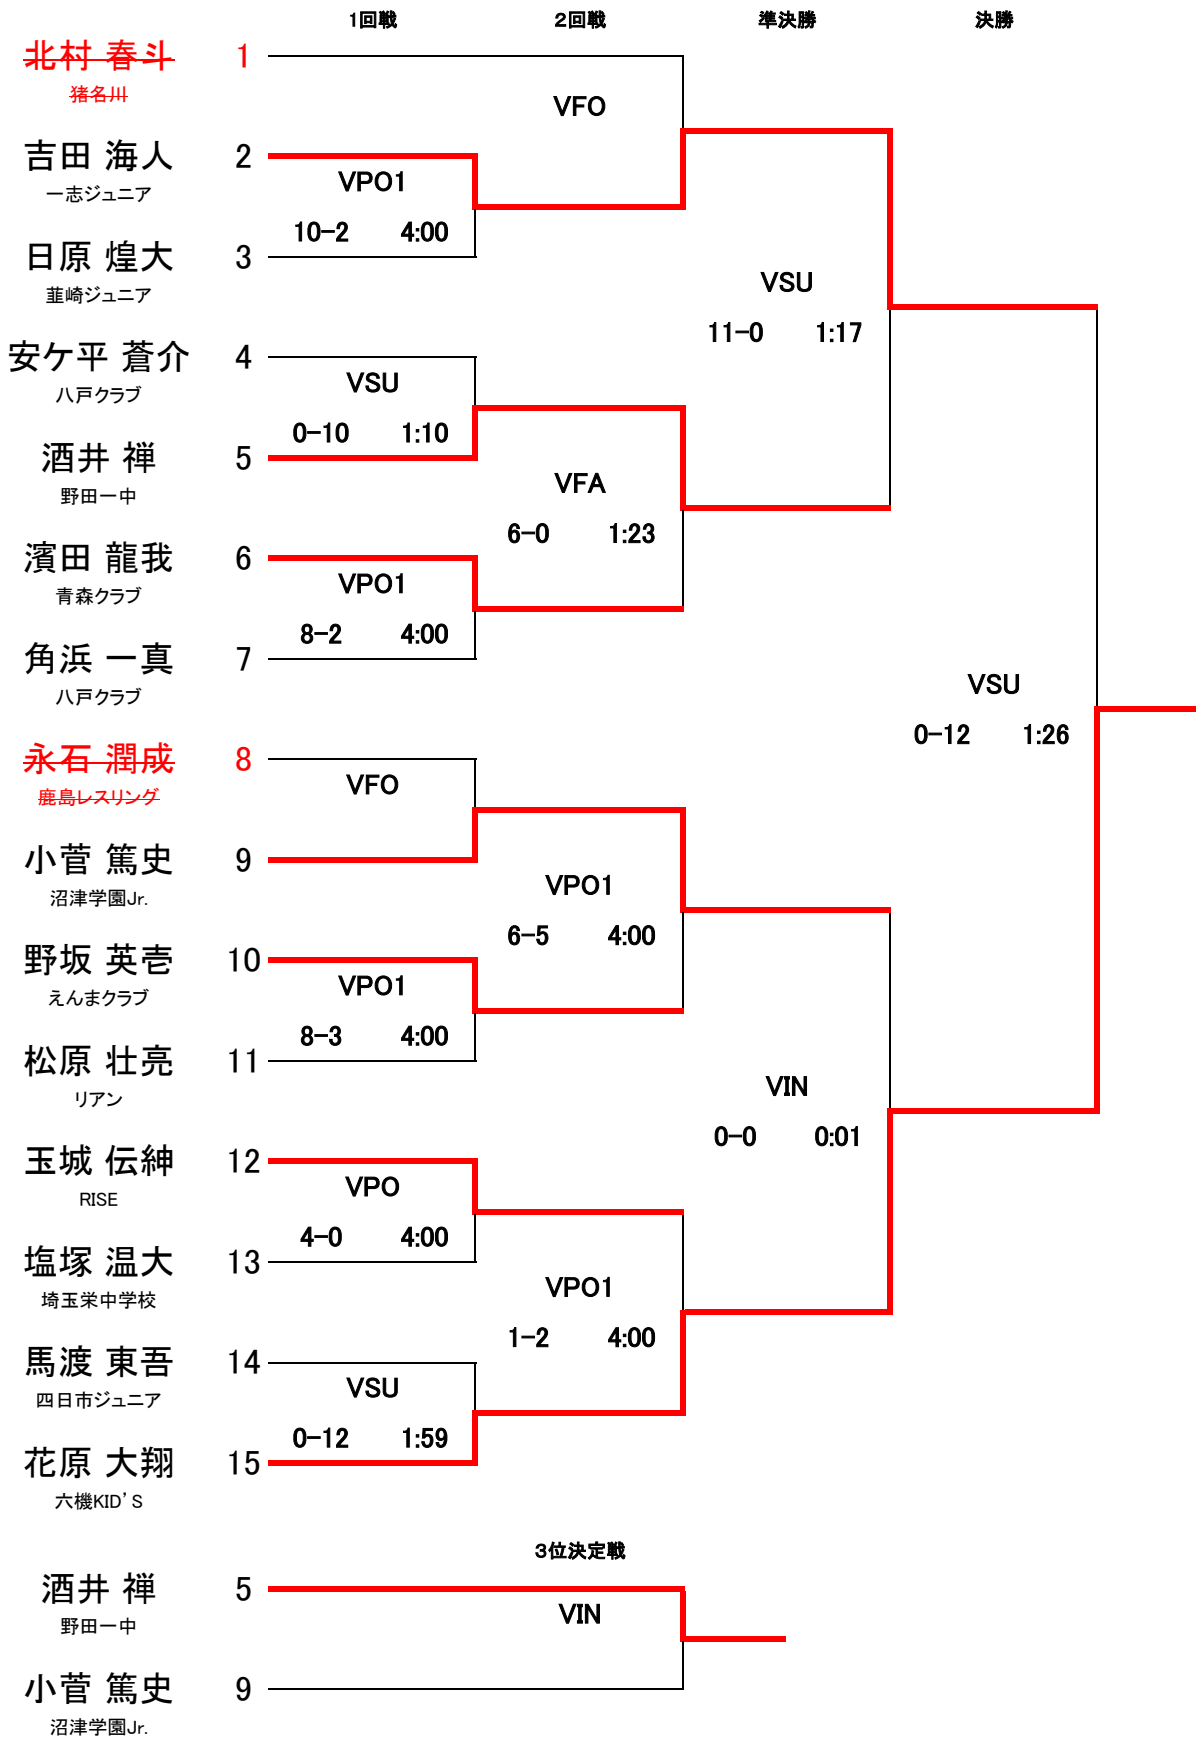 1回戦 2回戦 準決勝 決勝
北村 春斗 1
猪名川
VFO
吉田 海人 2
一志ジュニア
VPO1
10-2 4:00
日原 煌大 3
韮崎ジュニア
VSU
11-0 1:17
安ケ平 蒼介 4
八戸クラブ
VSU
0-10 1:10
酒井 禅 5
野田一中
VFA
6-0 1:23
濱田 龍我 6
青森クラブ
VPO1
8-2 4:00
角浜 一真 7
八戸クラブ
VSU
0-12 1:26
永石 潤成 8
鹿島レスリング
VFO
小菅 篤史 9
沼津学園Jr.
VPO1
6-5 4:00
野坂 英壱 10
えんまクラブ
VPO1
8-3 4:00
松原 壮亮 11
リアン
VIN
0-0 0:01
玉城 伝紳 12
RISE
VPO
4-0 4:00
塩塚 温大 13
埼玉栄中学校
VPO1
1-2 4:00
馬渡 東吾 14
四日市ジュニア
VSU
0-12 1:59
花原 大翔 15
六機KID'S
3位決定戦
酒井 禅 5
野田一中
VIN
小菅 篤史 9
沼津学園Jr.